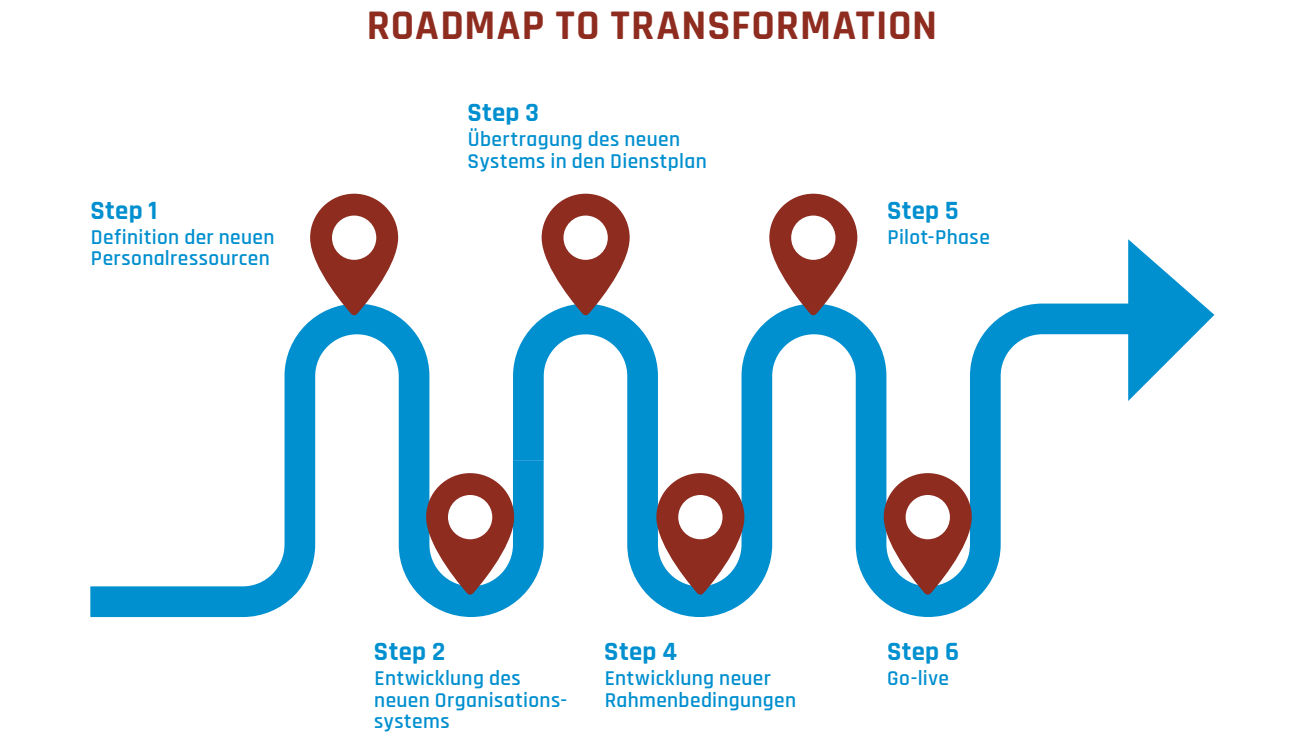 ROADMAP TO TRANSFORMATION
Step 1
Definition der neuen
Personalressourcen
Step 2
Entwicklung des
neuen Organisations-
systems
Step 3
Übertragung des neuen
Systems in den Dienstplan
Step 4
Entwicklung neuer
Rahmenbedingungen
Step 5
Pilot-Phase
Step 6
Go-live